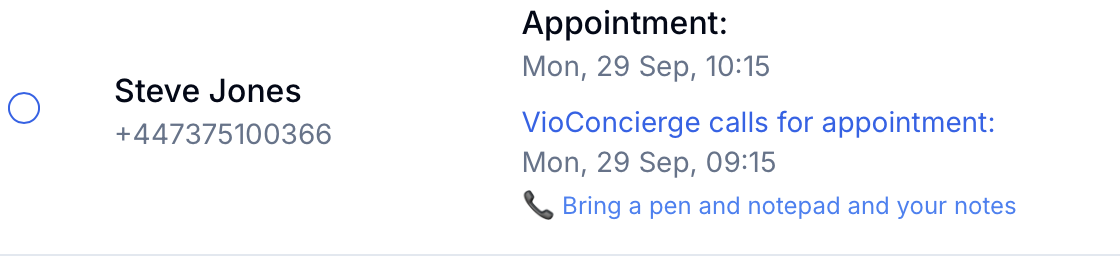 Steve Jones
+447375100366
Appointment:
Mon, 29 Sep, 10:15
VioConcierge calls for appointment:
Mon, 29 Sep, 09:15
📞 Bring a pen and notepad and your notes